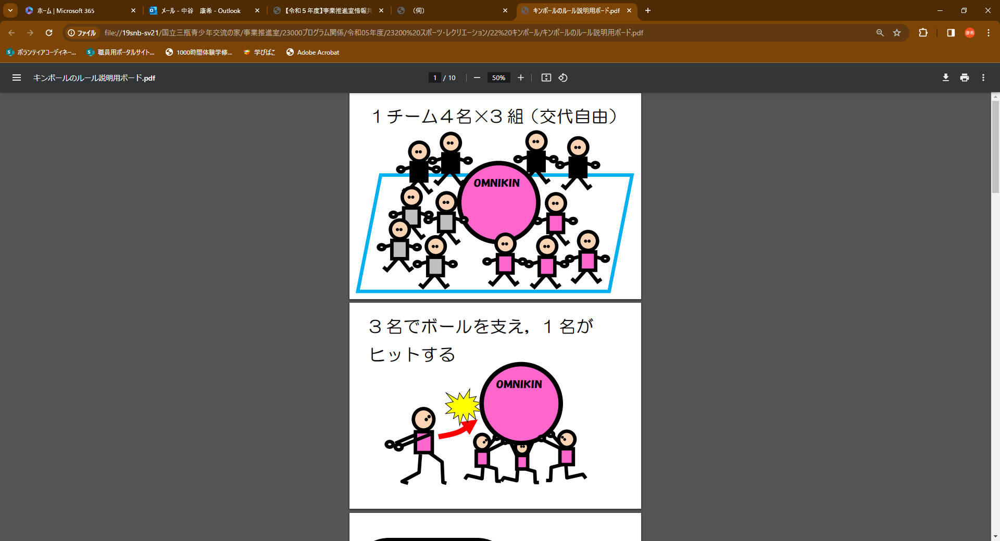 ホーム | Microsoft 365
メール - 中谷　康希 - Outlook
【令和５年度】事業推進室情報共
（伺）
キンボールのルール説明用ボード.pdf
ファイル
file://19snb-sv21/国立三瓶青少年交流の家/事業推進室/23000プログラム関係/令和05年度/23200%20スポーツ・レクリエーション/22%20キンボール/キンボールのルール説明用ボード.pdf
康希
ボランティアコーディネー...
職員用ポータルサイト...
1000時間体験学修...
学びばこ
Adobe Acrobat
キンボールのルール説明用ボード.pdf
1 / 10
50%
１チーム４名×３組（交代自由）
OMNIKIN
３名でボールを支え，１名が
ヒットする
OMNIKIN